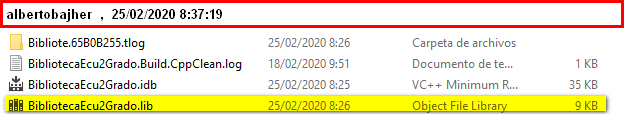 albertobajher , 25/02/2020 8:37:19
Bibliote.65B0B255.tlog 25/02/2020 8:26 Carpeta de archivos
BibliotecaEcu2Grado.Build.CppClean.log 18/02/2020 9:51 Documento de te... 1 KB
BibliotecaEcu2Grado.idb 25/02/2020 8:25 VC++ Minimum R... 35 KB
BibliotecaEcu2Grado.lib 25/02/2020 8:26 Object File Library 9 KB